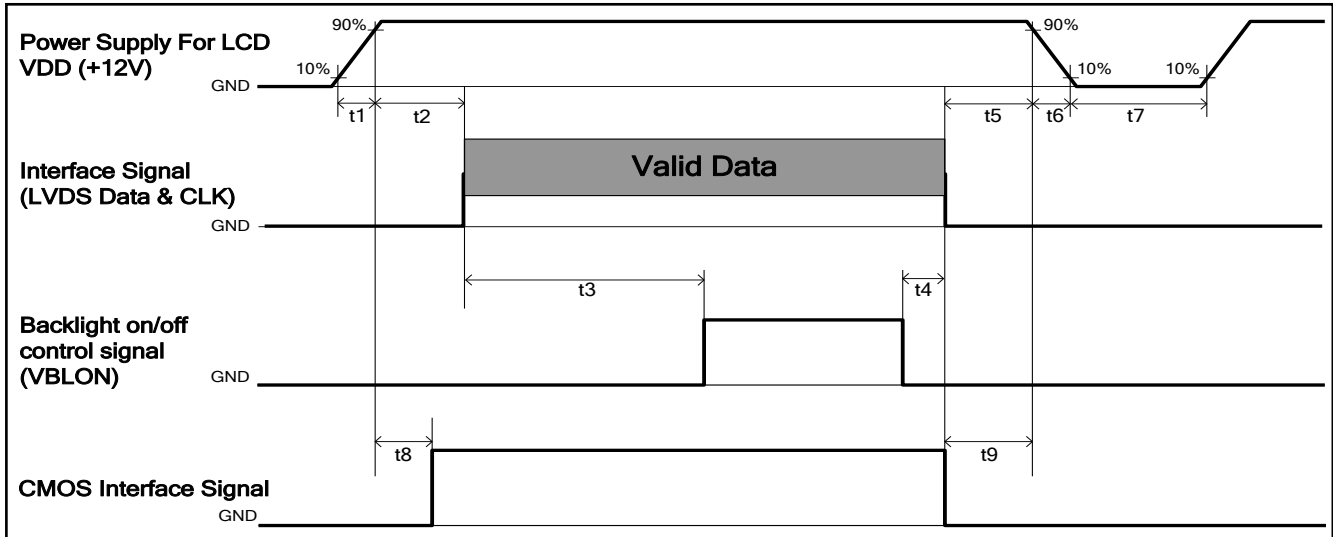 Power Supply For LCD
VDD (+12V)
GND
90%
10%
90%
10%
10%
t1
t2
t5
t6
t7
Interface Signal
(LVDS Data & CLK)
GND
Valid Data
t3
t4
Backlight on/off
control signal
(VBLON)
GND
t8
t9
CMOS Interface Signal
GND